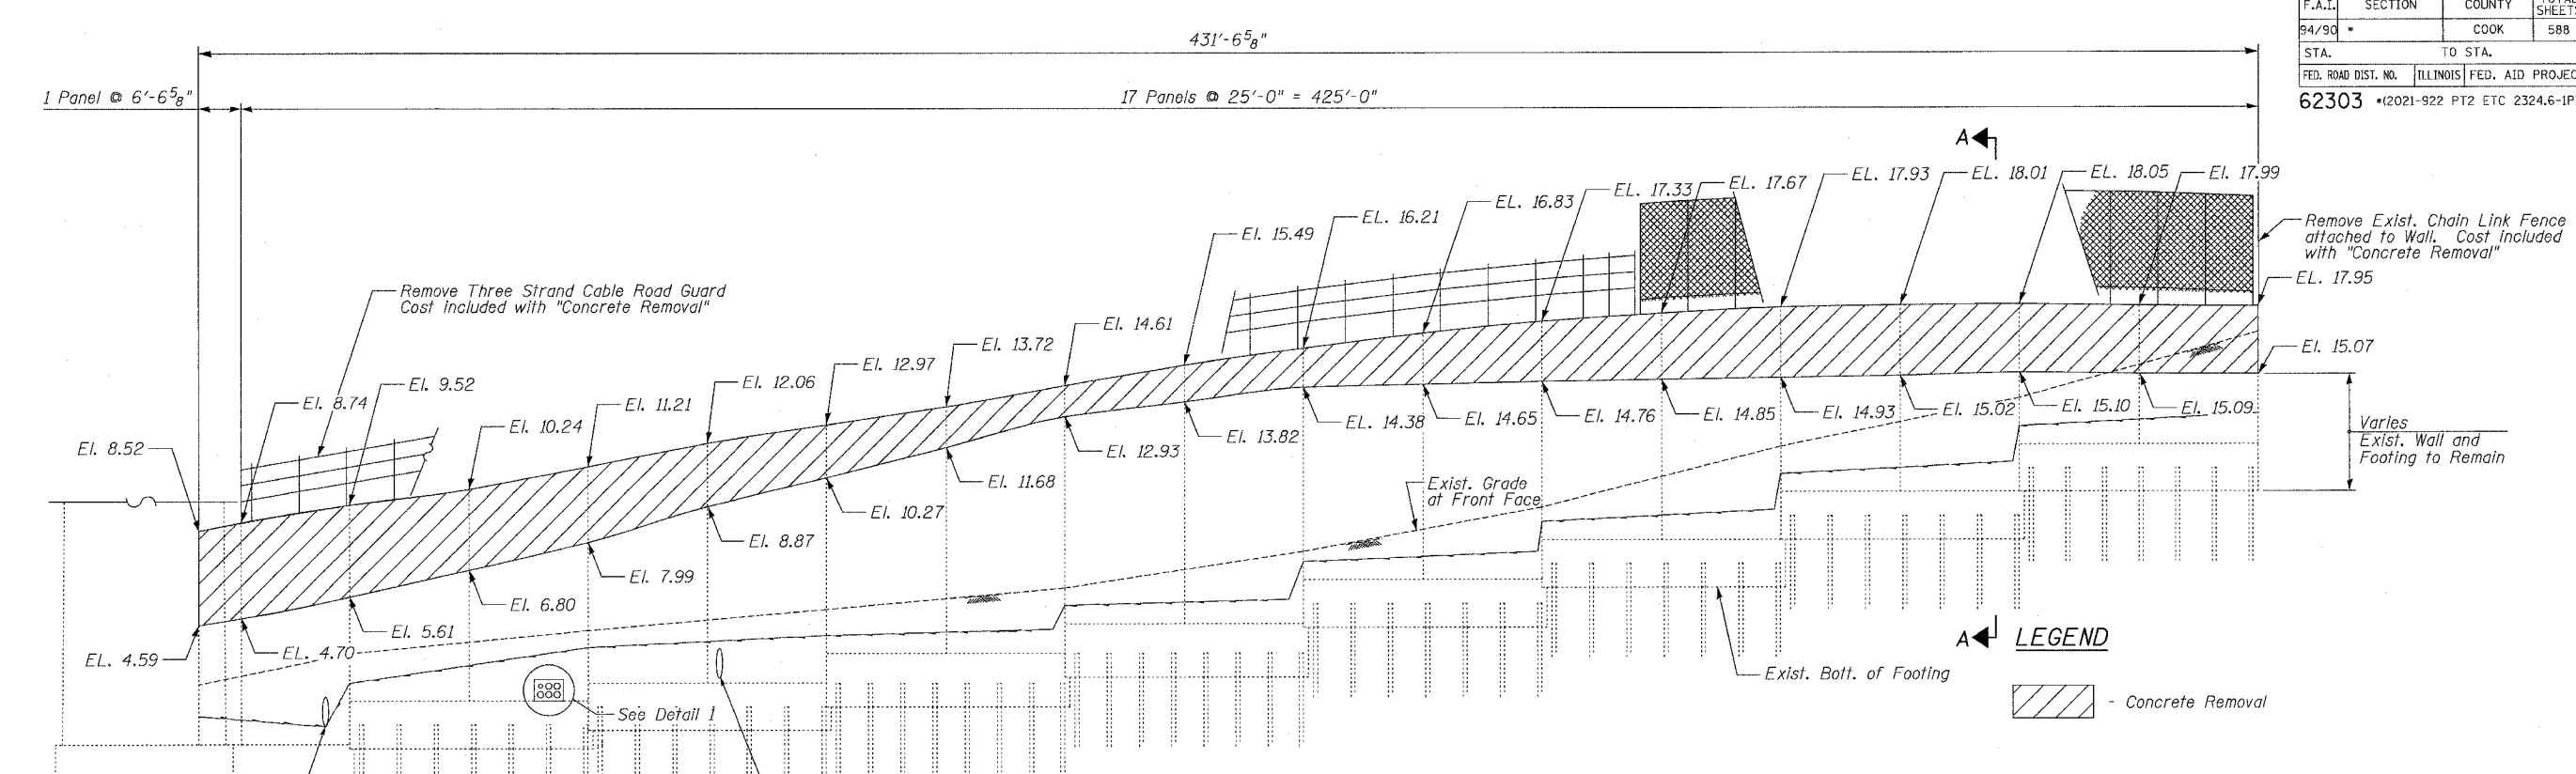 F.A.I. SECTION COUNTY TOTAL SHEETS
94/90 * COOK 588
STA. TO STA.
FED. ROAD DIST. NO. ILLINOIS FED. AID PROJEC
62303 *(2021-922 PT2 ETC 2324.6-1P
431'-6 5/8"
1 Panel @ 6'-6 5/8"
17 Panels @ 25'-0" = 425'-0"
A
EL. 17.33
EL. 17.67
EL. 17.93
EL. 18.01
EL. 18.05
El. 17.99
EL. 16.83
EL. 16.21
El. 15.49
Remove Exist. Chain Link Fence
attached to Wall. Cost included
with "Concrete Removal"
EL. 17.95
Remove Three Strand Cable Road Guard
Cost included with "Concrete Removal"
El. 14.61
El. 13.72
El. 12.97
El. 12.06
El. 11.21
El. 10.24
El. 9.52
El. 8.74
El. 8.52
El. 15.07
El. 12.93
El. 13.82
EL. 14.38
El. 14.65
El. 14.76
El. 14.85
El. 14.93
El. 15.02
El. 15.10
El. 15.09
Varies
Exist. Wall and
Footing to Remain
El. 11.68
El. 10.27
El. 8.87
El. 7.99
El. 6.80
El. 5.61
EL. 4.70
EL. 4.59
Exist. Grade
at Front Face
A
LEGEND
Exist. Bott. of Footing
- Concrete Removal
See Detail 1